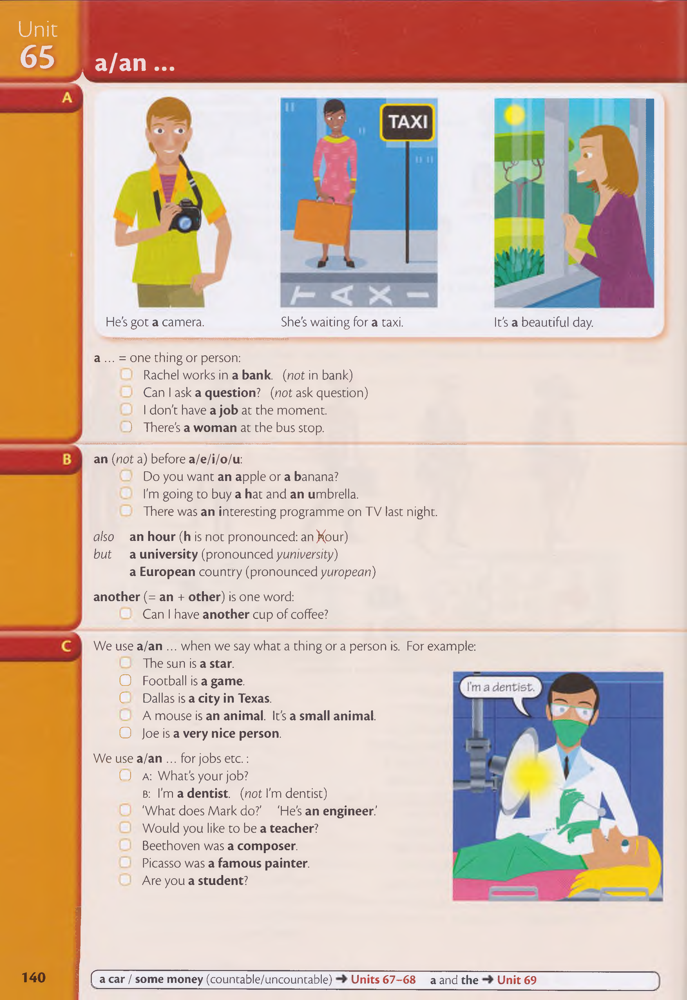 Unit
65
a/an ...
A
TAXI
TAXI
He's got a camera.
She's waiting for a taxi.
It's a beautiful day.
a ... = one thing or person:
Rachel works in a bank. (not in bank)
Can I ask a question? (not ask question)
I don't have a job at the moment.
There's a woman at the bus stop.
B
an (not a) before a/e/i/o/u:
Do you want an apple or a banana?
I'm going to buy a hat and an umbrella.
There was an interesting programme on TV last night.
also an hour (h is not pronounced: an hour)
but a university (pronounced yuniversity)
a European country (pronounced yuropean)
another (= an + other) is one word:
Can I have another cup of coffee?
C
We use a/an ... when we say what a thing or a person is. For example:
The sun is a star.
Football is a game.
Dallas is a city in Texas.
A mouse is an animal. It's a small animal.
Joe is a very nice person.
I'm a dentist.
We use a/an ... for jobs etc. :
A: What's your job?
B: I'm a dentist. (not I'm dentist)
'What does Mark do?' 'He's an engineer.'
Would you like to be a teacher?
Beethoven was a composer.
Picasso was a famous painter.
Are you a student?
140
a car / some money (countable/uncountable) → Units 67–68 a and the → Unit 69